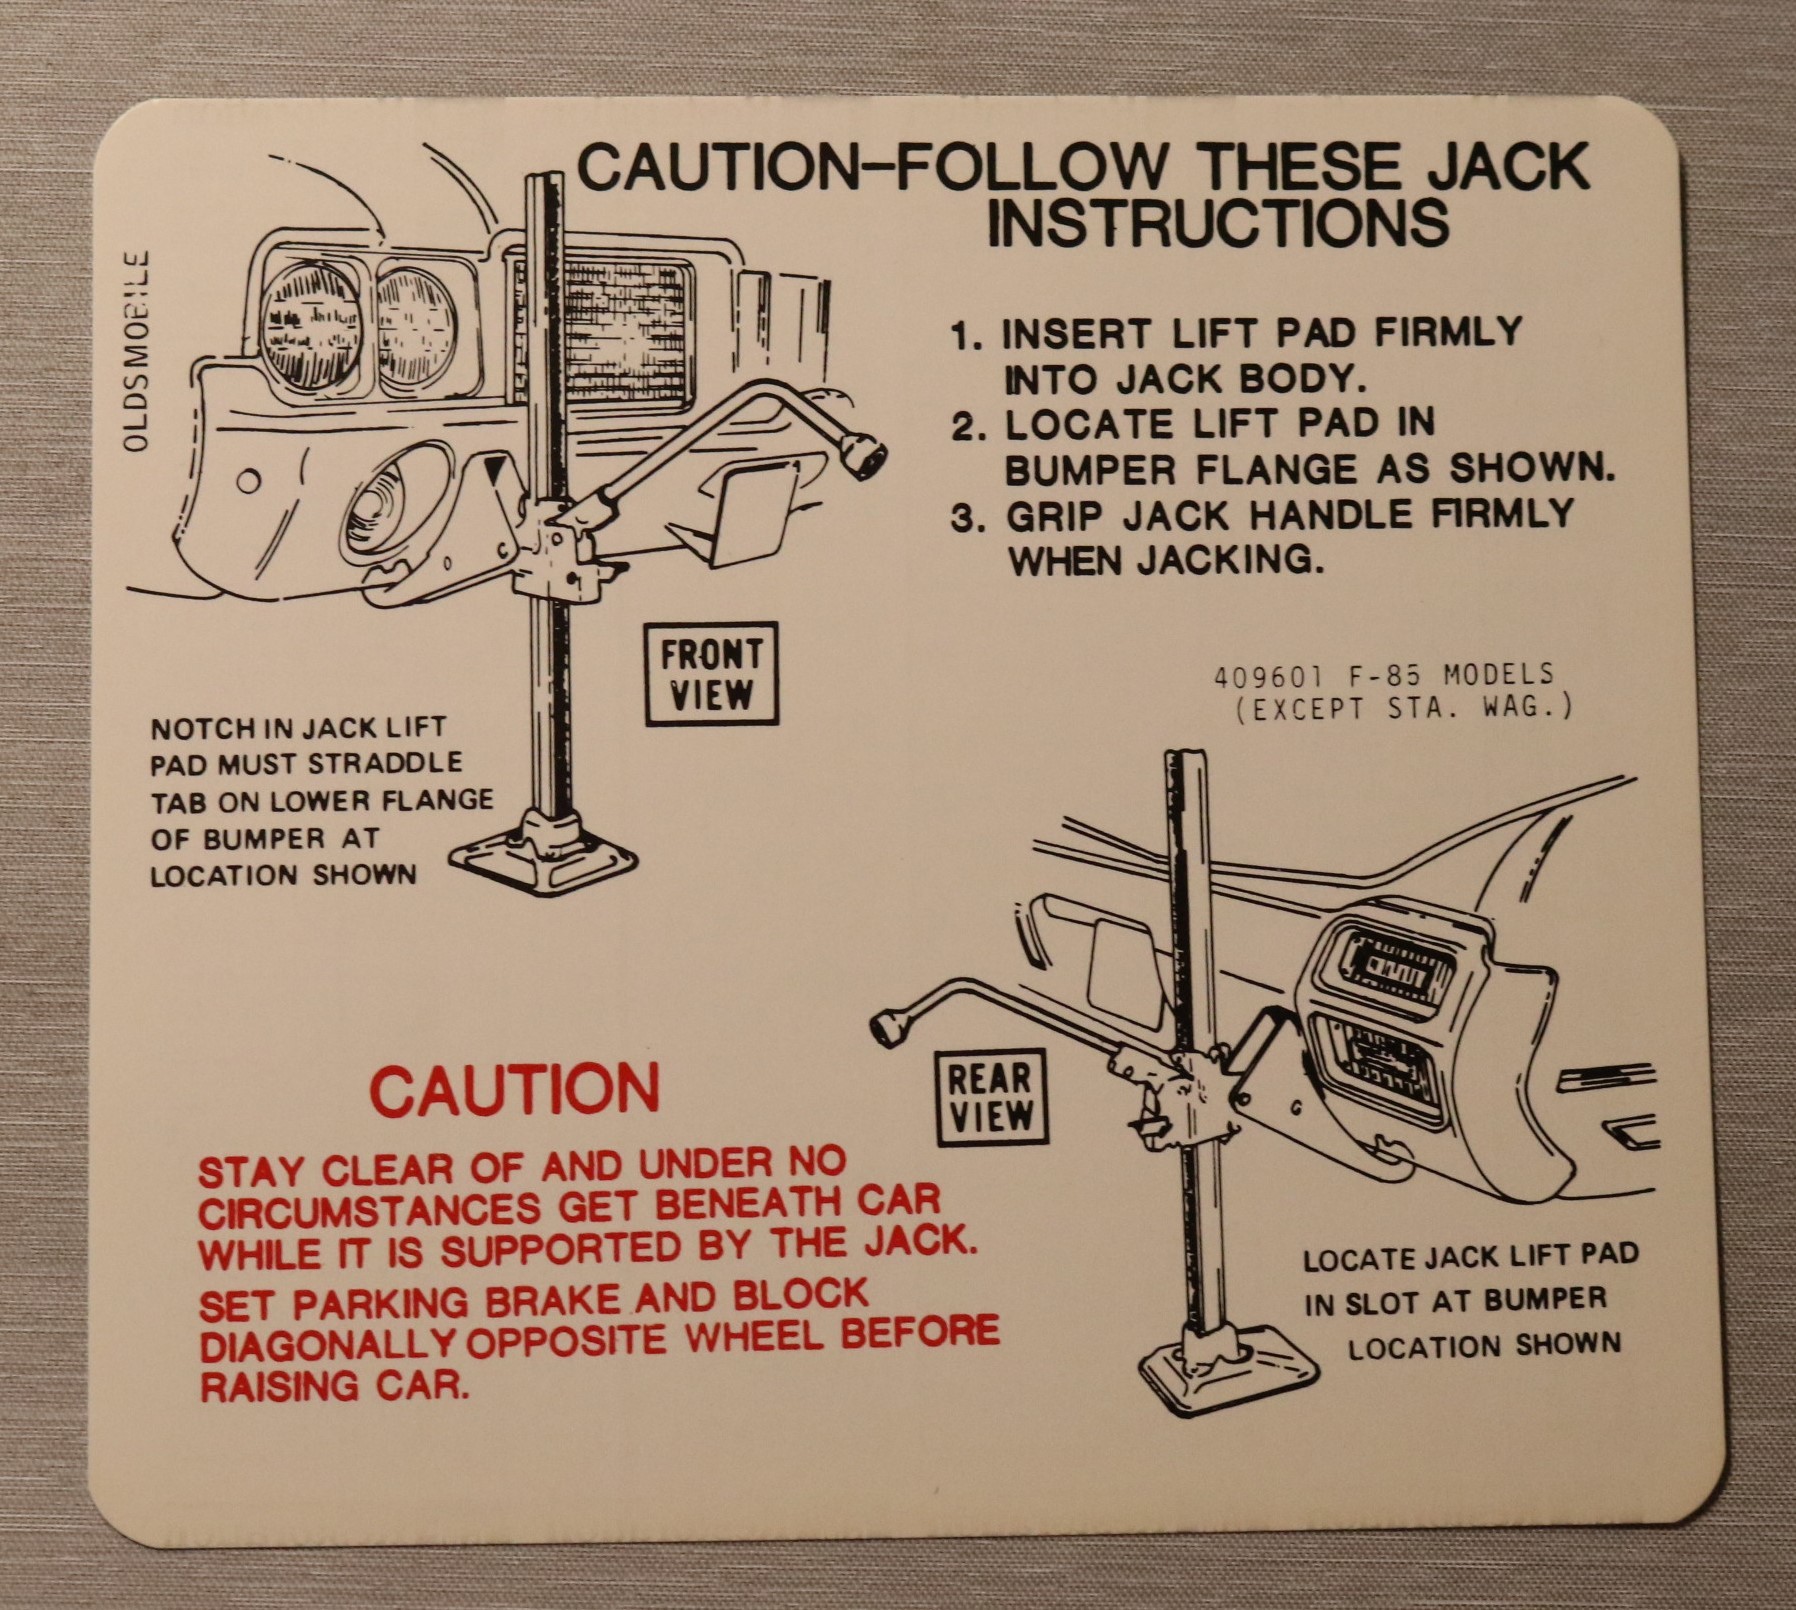 CAUTION–FOLLOW THESE JACK
INSTRUCTIONS
OLDSMOBILE
1. INSERT LIFT PAD FIRMLY
INTO JACK BODY.
2. LOCATE LIFT PAD IN
BUMPER FLANGE AS SHOWN.
3. GRIP JACK HANDLE FIRMLY
WHEN JACKING.
FRONT
VIEW
409601 F-85 MODELS
(EXCEPT STA. WAG.)
NOTCH IN JACK LIFT
PAD MUST STRADDLE
TAB ON LOWER FLANGE
OF BUMPER AT
LOCATION SHOWN
REAR
VIEW
CAUTION
STAY CLEAR OF AND UNDER NO
CIRCUMSTANCES GET BENEATH CAR
WHILE IT IS SUPPORTED BY THE JACK.
SET PARKING BRAKE AND BLOCK
DIAGONALLY OPPOSITE WHEEL BEFORE
RAISING CAR.
LOCATE JACK LIFT PAD
IN SLOT AT BUMPER
LOCATION SHOWN